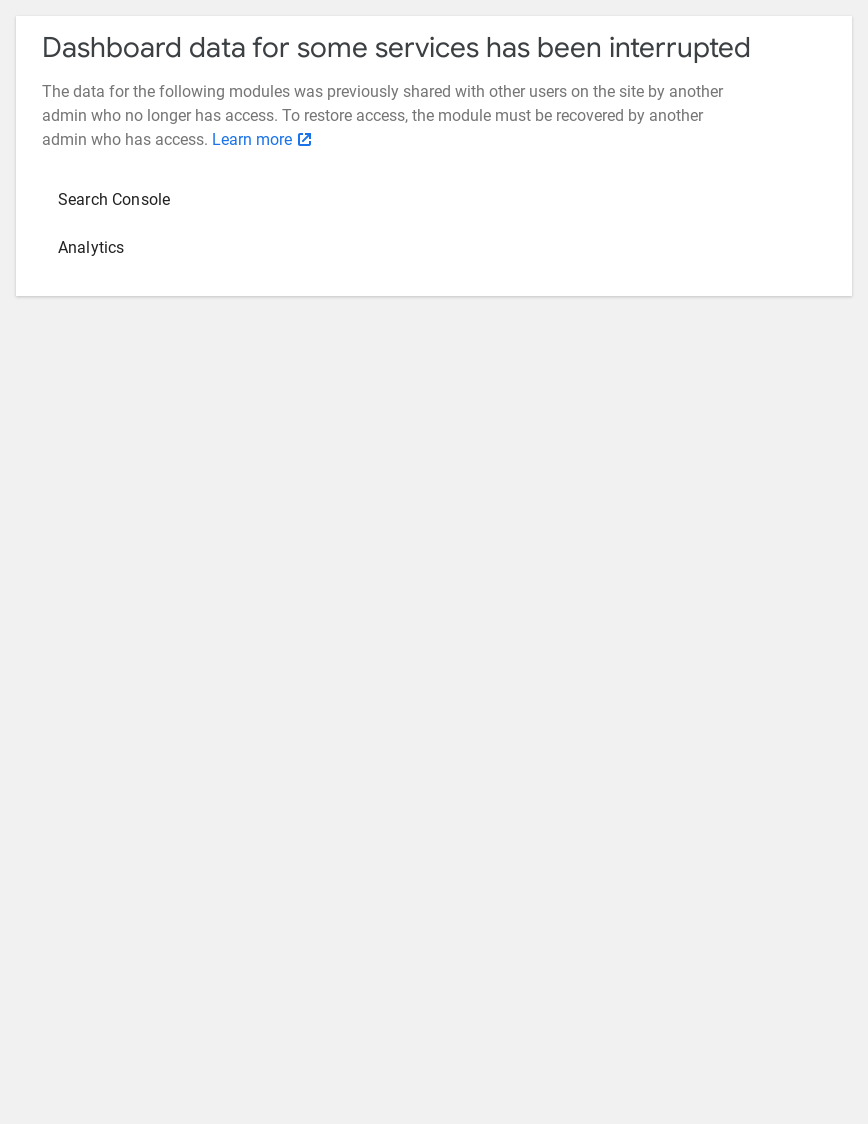 Dashboard data for some services has been interrupted
The data for the following modules was previously shared with other users on the site by another
admin who no longer has access. To restore access, the module must be recovered by another
admin who has access. Learn more
Search Console
Analytics